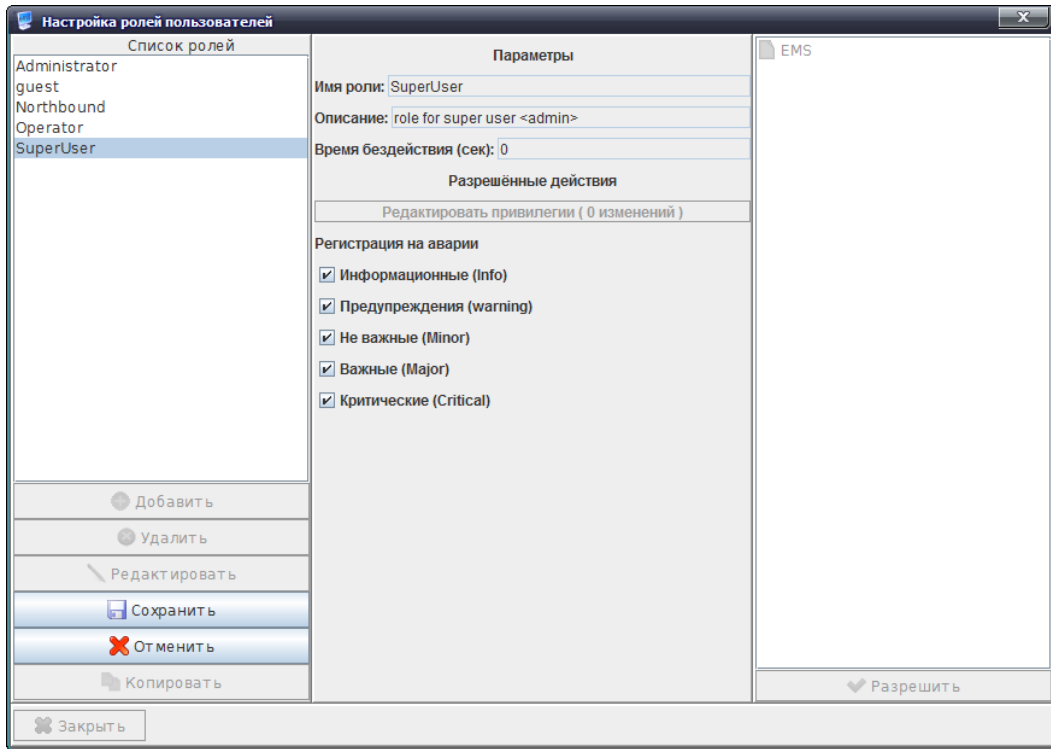 Настройка ролей пользователей
X
Список ролей
Administrator
guest
Northbound
Operator
SuperUser
Добавить
Удалить
Редактировать
Сохранить
Отменить
Копировать
Параметры
Имя роли: SuperUser
Описание: role for super user <admin>
Время бездействия (сек): 0
Разрешённые действия
Редактировать привилегии ( 0 изменений )
Регистрация на аварии
Информационные (Info)
Предупреждения (warning)
Не важные (Minor)
Важные (Major)
Критические (Critical)
EMS
Разрешить
Закрыть